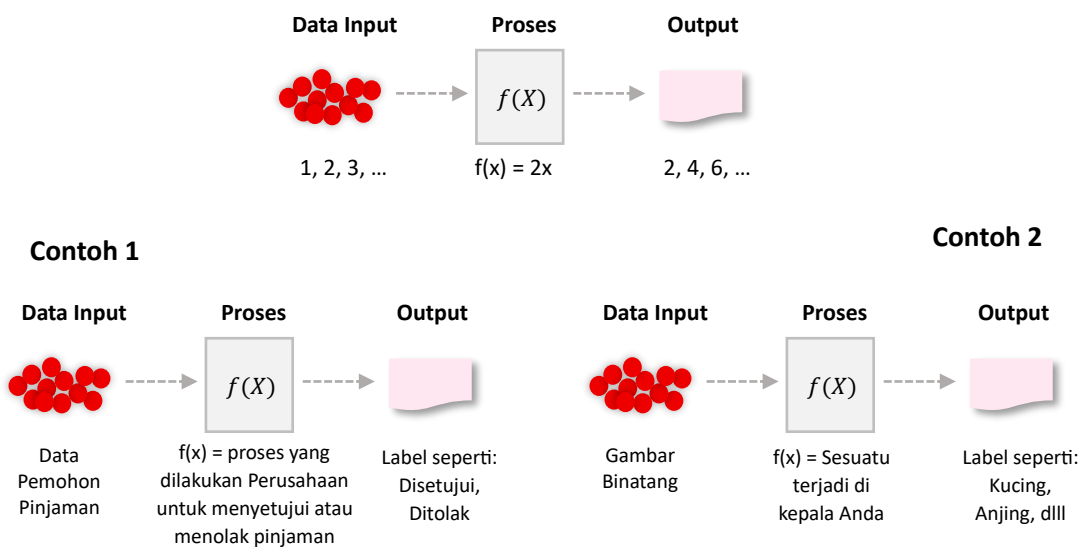 Data Input
Proses
Output
f(X)
1, 2, 3, ...
f(x) = 2x
2, 4, 6, ...
Contoh 1
Data Input
Proses
Output
f(X)
Data
Pemohon
Pinjaman
f(x) = proses yang
dilakukan Perusahaan
untuk menyetujui atau
menolak pinjaman
Label seperti:
Disetujui,
Ditolak
Contoh 2
Data Input
Proses
Output
f(X)
Gambar
Binatang
f(x) = Sesuatu
terjadi di
kepala Anda
Label seperti:
Kucing,
Anjing, dlll